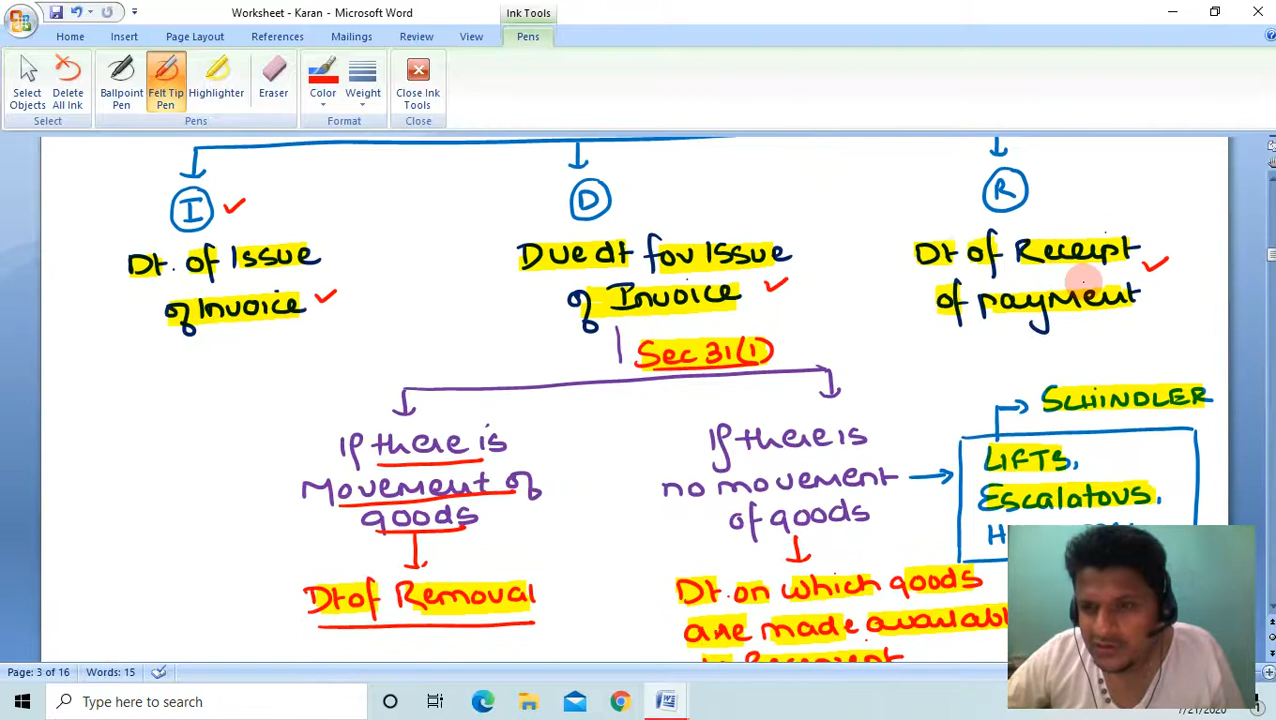 Worksheet - Karan - Microsoft Word
Ink Tools
Home
Insert
Page Layout
References
Mailings
Review
View
Pens
Select
Objects
Delete
All Ink
Ballpoint
Pen
Felt Tip
Pen
Highlighter
Eraser
Color
Weight
Close Ink
Tools
Select
Pens
Format
Close
I
D
R
Dt. of Issue
of Invoice
Due dt for Issue
of Invoice
Dt of Receipt
of payment
Sec 31(1)
If there is
Movement of
goods
Dt of Removal
If there is
no movement
of goods
Dt. on which goods
are made available
SCHINDLER
LIFTS,
Escalators,
Page: 3 of 16
Words: 15
Type here to search
7/21/2020